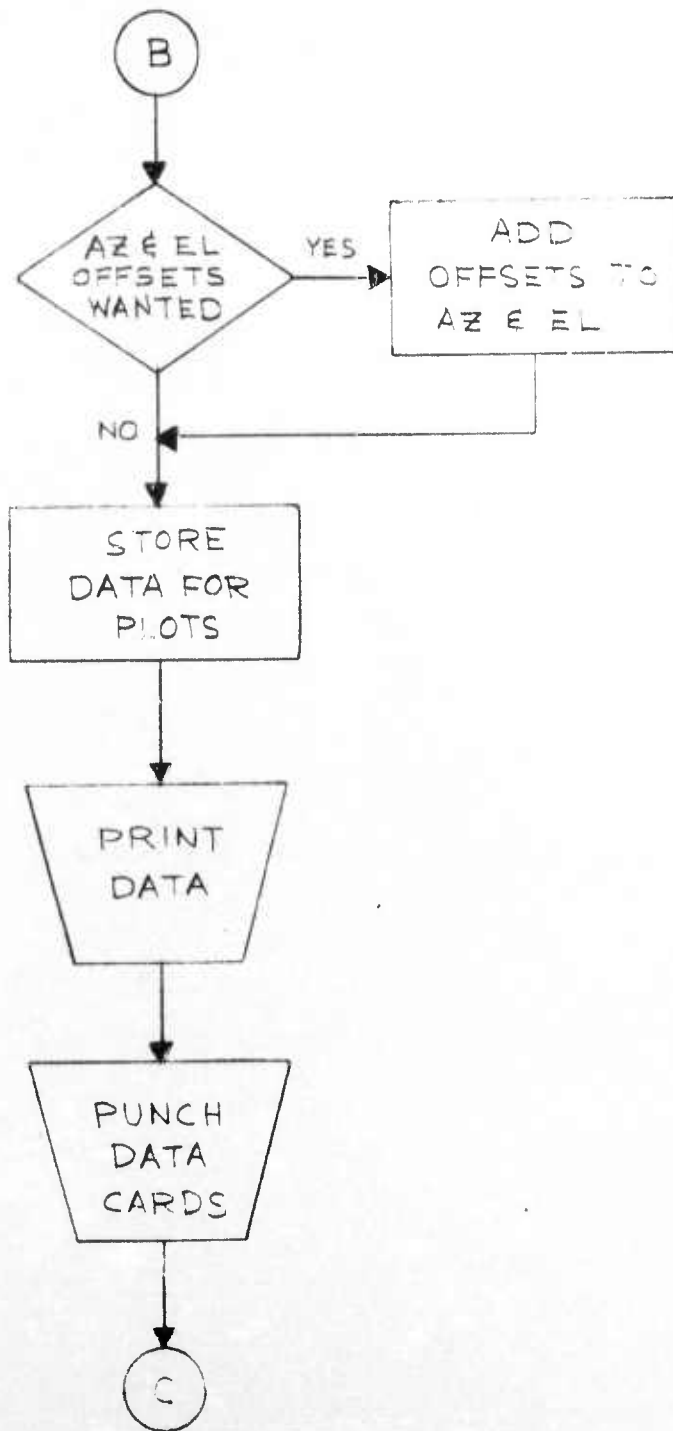 B
AZ & EL
OFFSETS
WANTED
YES
ADD
OFFSETS TO
AZ & EL
NO
STORE
DATA FOR
PLOTS
PRINT
DATA
PUNCH
DATA
CARDS
C